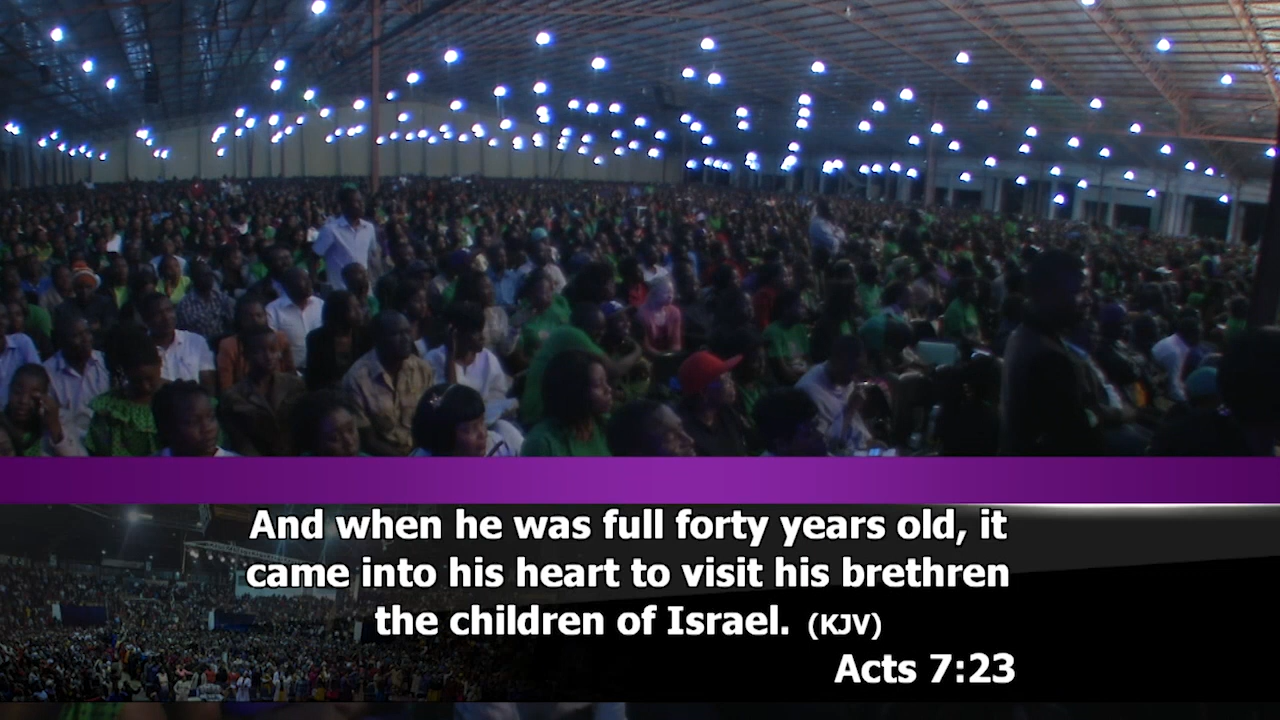 And when he was full forty years old, it
came into his heart to visit his brethren
the children of Israel. (KJV)
Acts 7:23